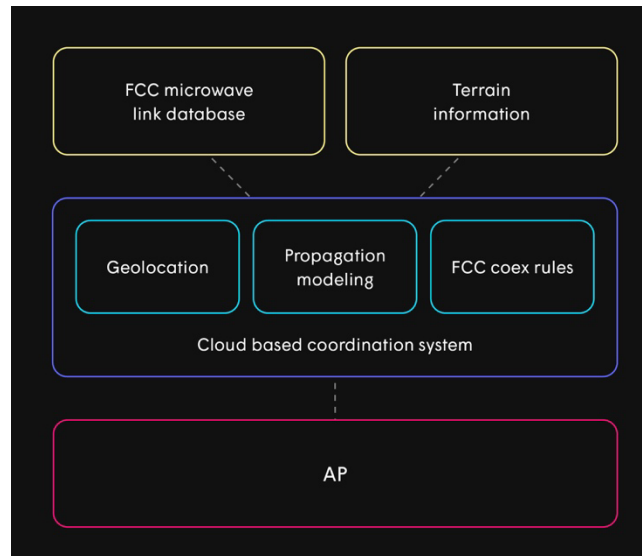 FCC microwave
link database
Terrain
information
Geolocation
Propagation
modeling
FCC coex rules
Cloud based coordination system
AP